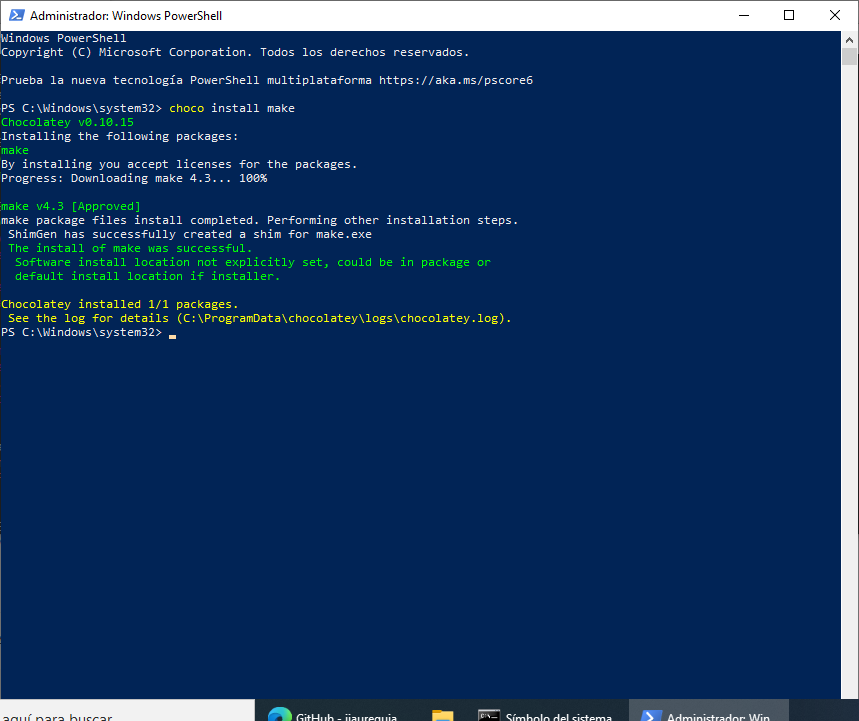 Administrador: Windows PowerShell
Windows PowerShell
Copyright (C) Microsoft Corporation. Todos los derechos reservados.
Prueba la nueva tecnología PowerShell multiplataforma https://aka.ms/pscore6
PS C:\Windows\system32> choco install make
Chocolatey v0.10.15
Installing the following packages:
make
By installing you accept licenses for the packages.
Progress: Downloading make 4.3... 100%
make v4.3 [Approved]
make package files install completed. Performing other installation steps.
ShimGen has successfully created a shim for make.exe
The install of make was successful.
Software install location not explicitly set, could be in package or
default install location if installer.
Chocolatey installed 1/1 packages.
See the log for details (C:\ProgramData\chocolatey\logs\chocolatey.log).
PS C:\Windows\system32>
aquí para buscar
GitHub - jjaureguia
Símbolo del sistema
Administrador: Win